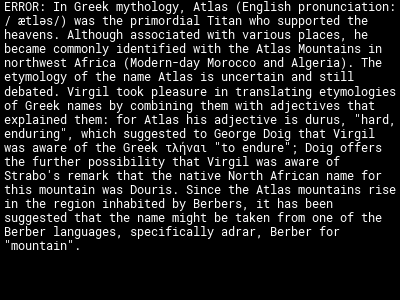 ERROR: In Greek mythology, Atlas (English pronunciation:
/ ætləs/) was the primordial Titan who supported the
heavens. Although associated with various places, he
became commonly identified with the Atlas Mountains in
northwest Africa (Modern-day Morocco and Algeria). The
etymology of the name Atlas is uncertain and still
debated. Virgil took pleasure in translating etymologies
of Greek names by combining them with adjectives that
explained them: for Atlas his adjective is durus, "hard,
enduring", which suggested to George Doig that Virgil
was aware of the Greek τλήναι "to endure"; Doig offers
the further possibility that Virgil was aware of
Strabo's remark that the native North African name for
this mountain was Douris. Since the Atlas mountains rise
in the region inhabited by Berbers, it has been
suggested that the name might be taken from one of the
Berber languages, specifically adrar, Berber for
"mountain".